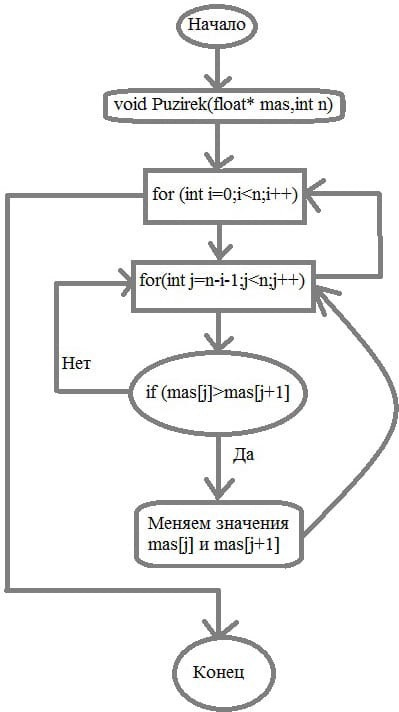 Начало
void Puzirek(float* mas,int n)
for (int i=0;i<n;i++)
for(int j=n-i-1;j<n;j++)
Нет
if (mas[j]>mas[j+1]
Да
Меняем значения
mas[j] и mas[j+1]
Конец